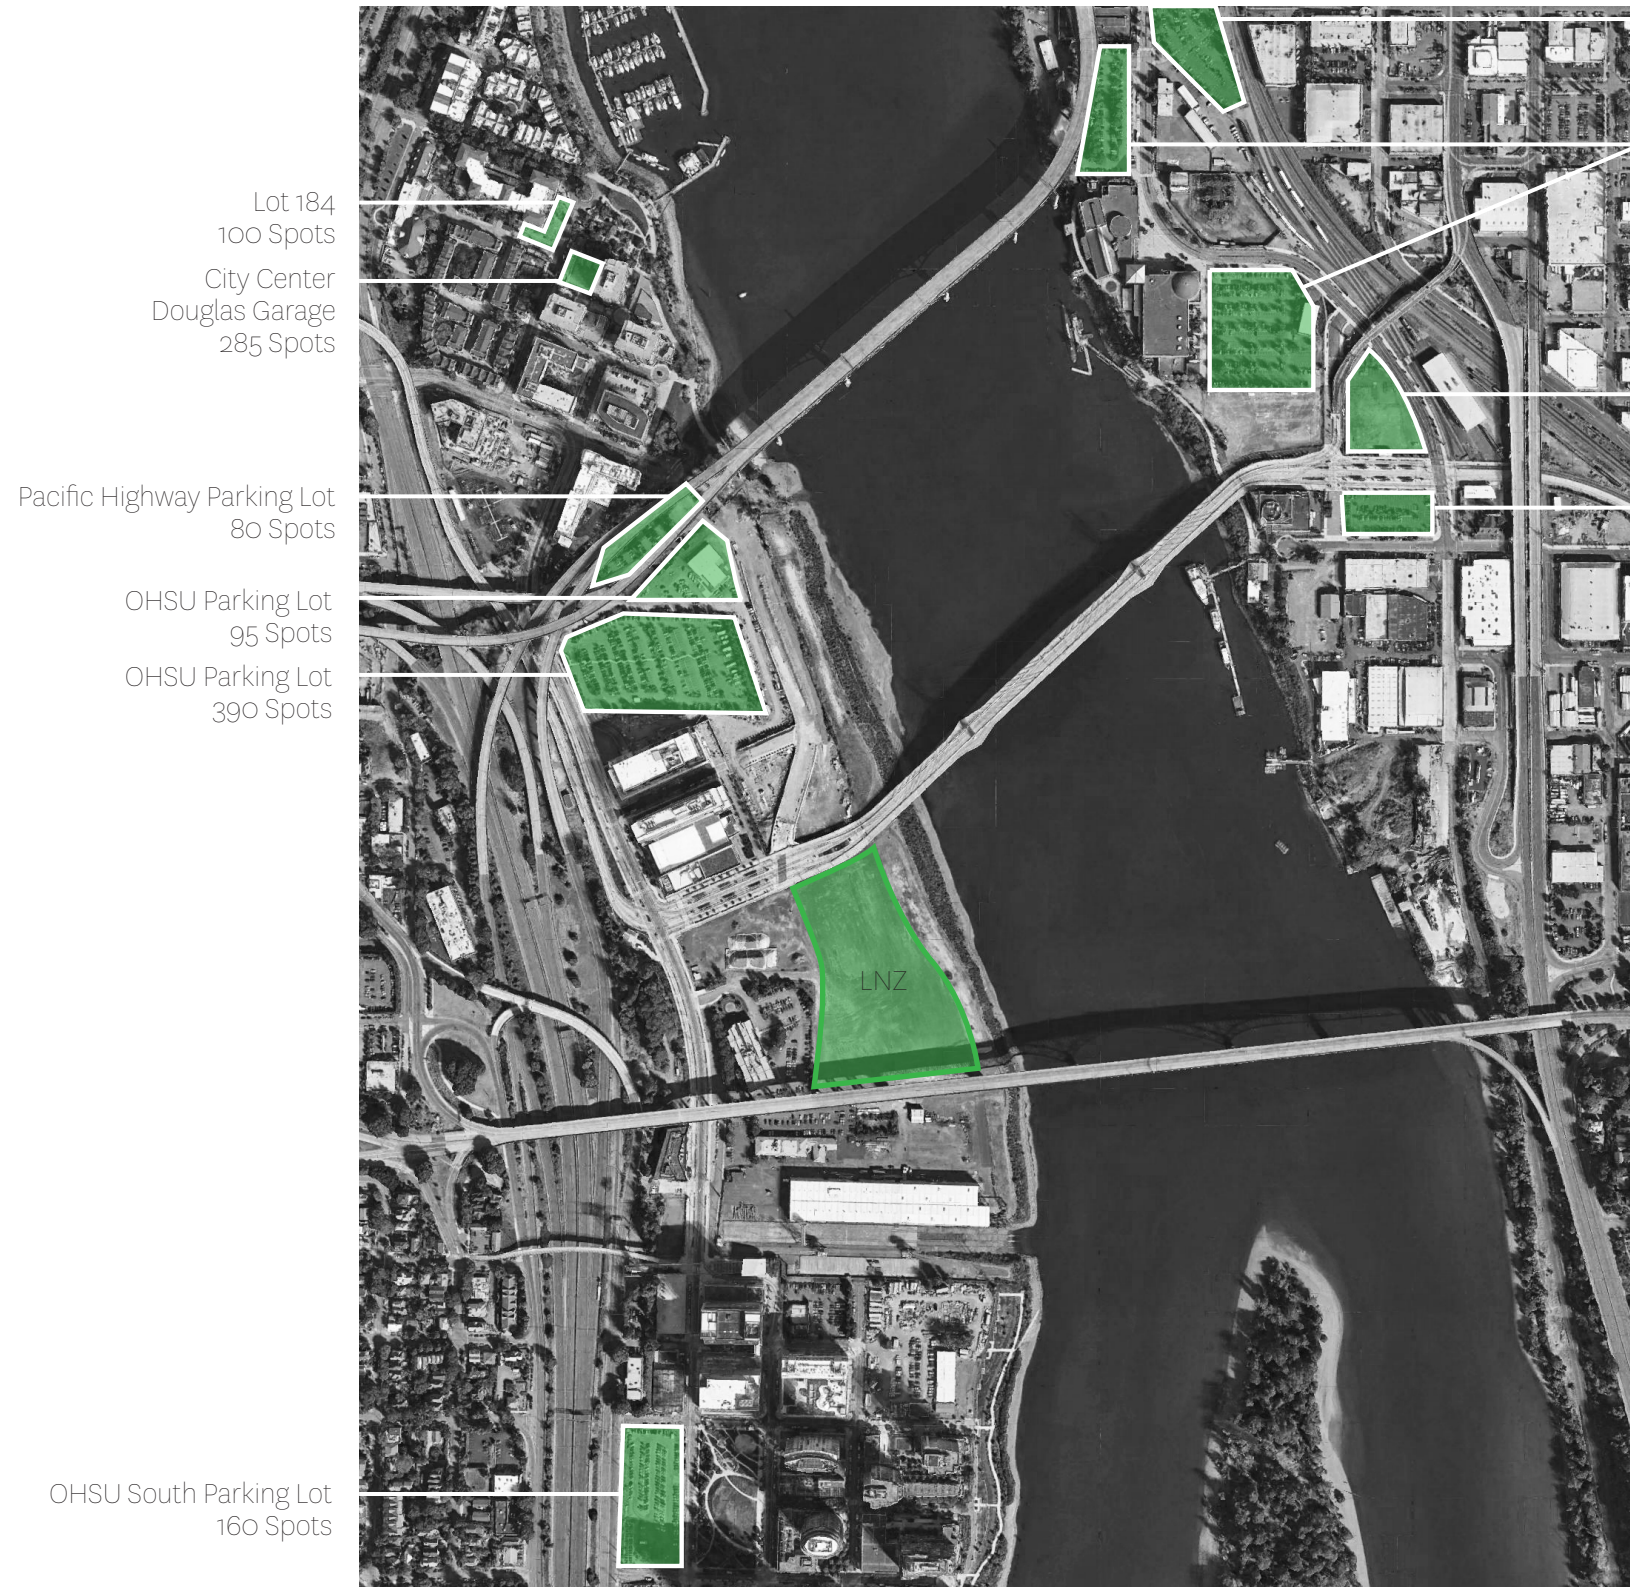 Lot 184
100 Spots
City Center
Douglas Garage
285 Spots
Pacific Highway Parking Lot
80 Spots
OHSU Parking Lot
95 Spots
OHSU Parking Lot
390 Spots
LNZ
OHSU South Parking Lot
160 Spots